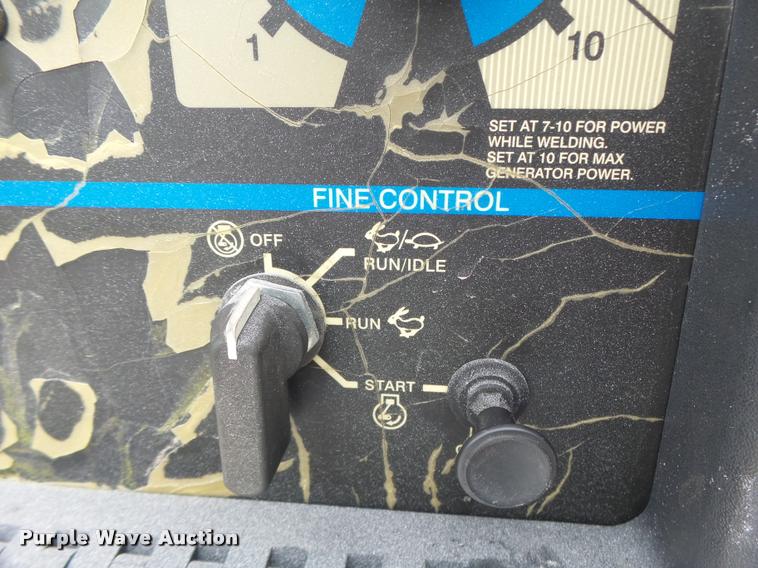 1
10
SET AT 7-10 FOR POWER
WHILE WELDING.
SET AT 10 FOR MAX
GENERATOR POWER.
FINE CONTROL
OFF
/
RUN/IDLE
RUN
START
Purple Wave Auction